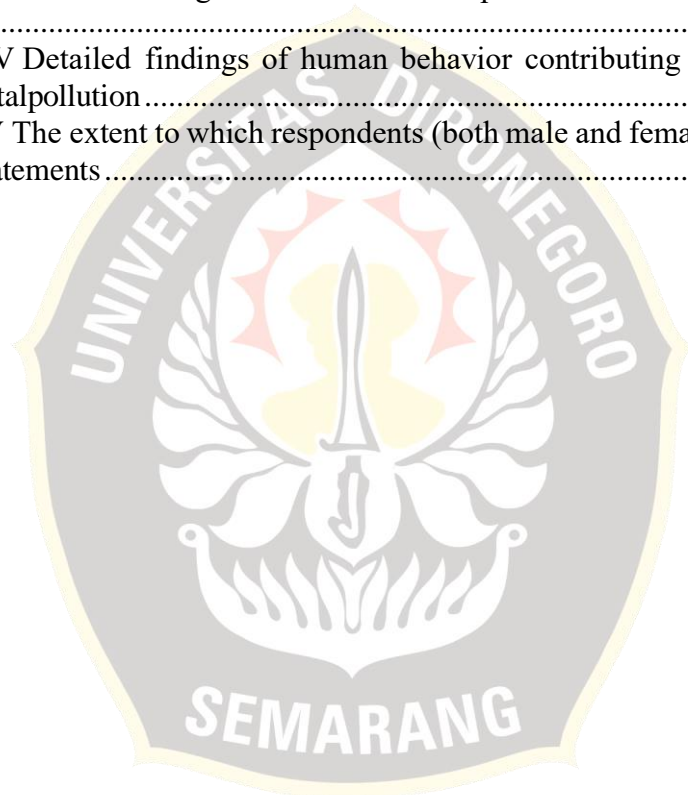 ............................................................................................
V Detailed findings of human behavior contributing
talpollution............................................................................
V The extent to which respondents (both male and fema
atements..................................................................................
UNIVERSITAS DIPONEGORO
SEMARANG